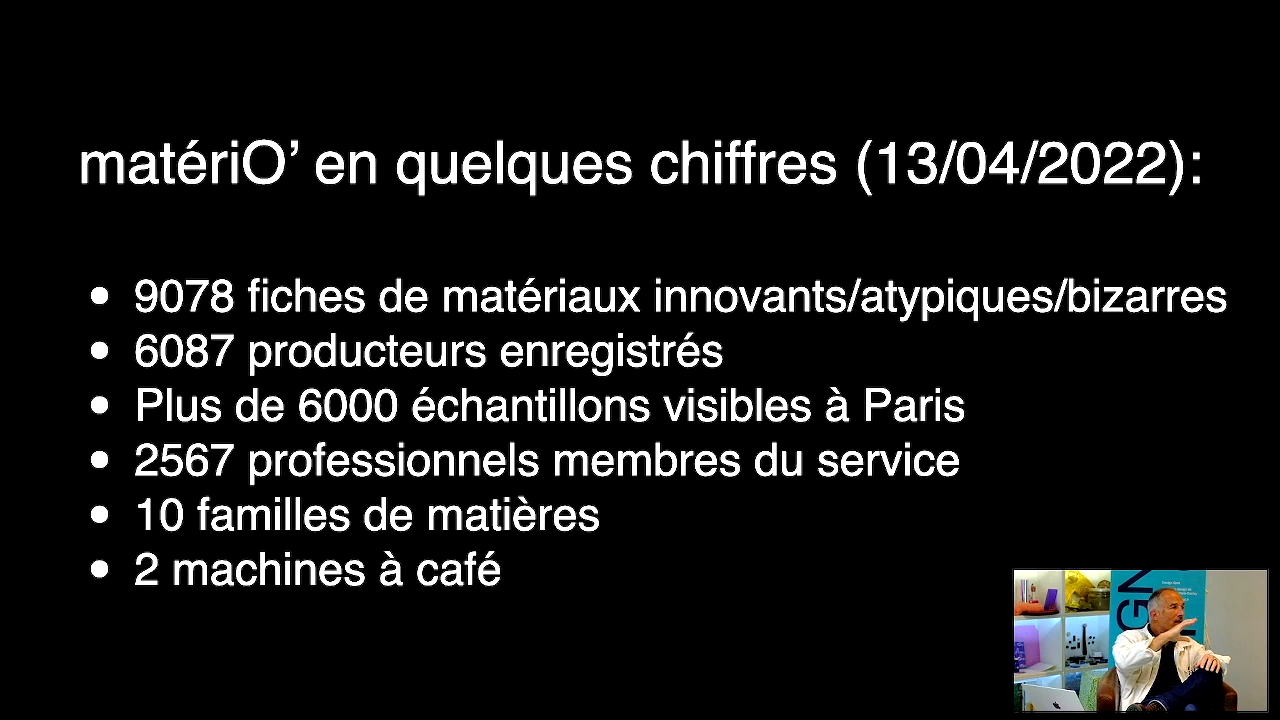 matériO’ en quelques chiffres (13/04/2022):
• 9078 fiches de matériaux innovants/atypiques/bizarres
• 6087 producteurs enregistrés
• Plus de 6000 échantillons visibles à Paris
• 2567 professionnels membres du service
• 10 familles de matières
• 2 machines à café